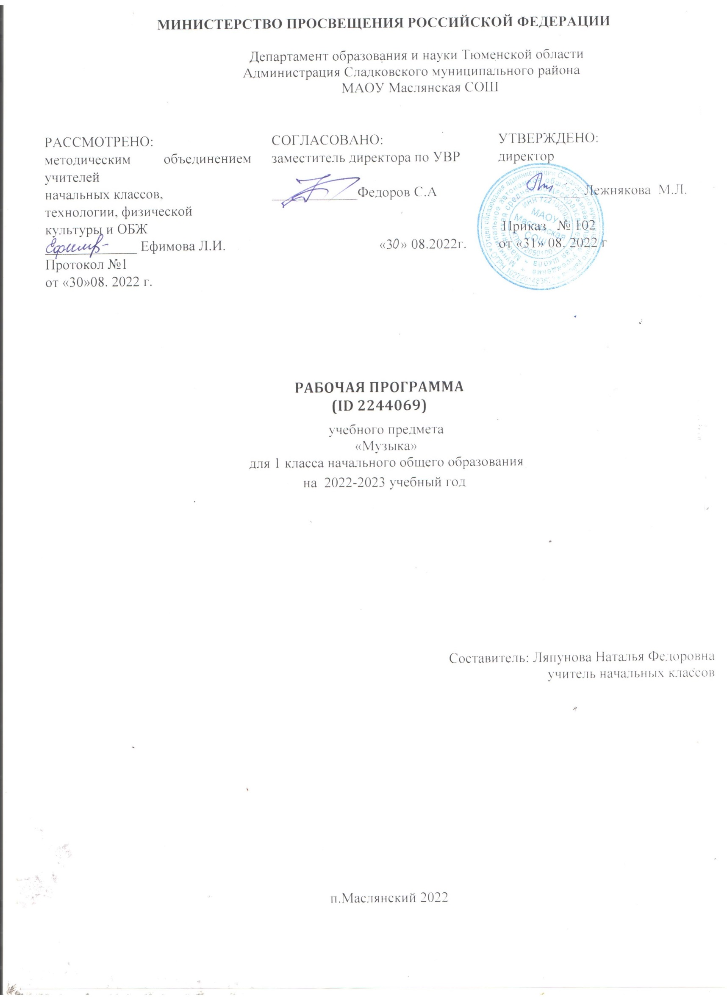 МИНИСТЕРСТВО ПРОСВЕЩЕНИЯ РОССИЙСКОЙ ФЕДЕРАЦИИ
Департамент образования и науки Тюменской области
Администрация Сладковского муниципального района
МАОУ Маслянская СОШ
РАССМОТРЕНО:
методическим объединением
учителей
начальных классов,
технологии, физической
культуры и ОБЖ
Ефимова Л.И.
Протокол №1
от «30»08. 2022 г.
СОГЛАСОВАНО:
заместитель директора по УВР
Федоров С.А
«30» 08.2022г.
УТВЕРЖДЕНО:
директор
Лежнякова М.Л.
Приказ № 102
от «31» 08. 2022 г
МАОУ
Маслянская
СОШ
РАБОЧАЯ ПРОГРАММА
(ID 2244069)
учебного предмета
«Музыка»
для 1 класса начального общего образования
на 2022-2023 учебный год
Составитель: Ляпунова Наталья Федоровна
учитель начальных классов
п.Маслянский 2022